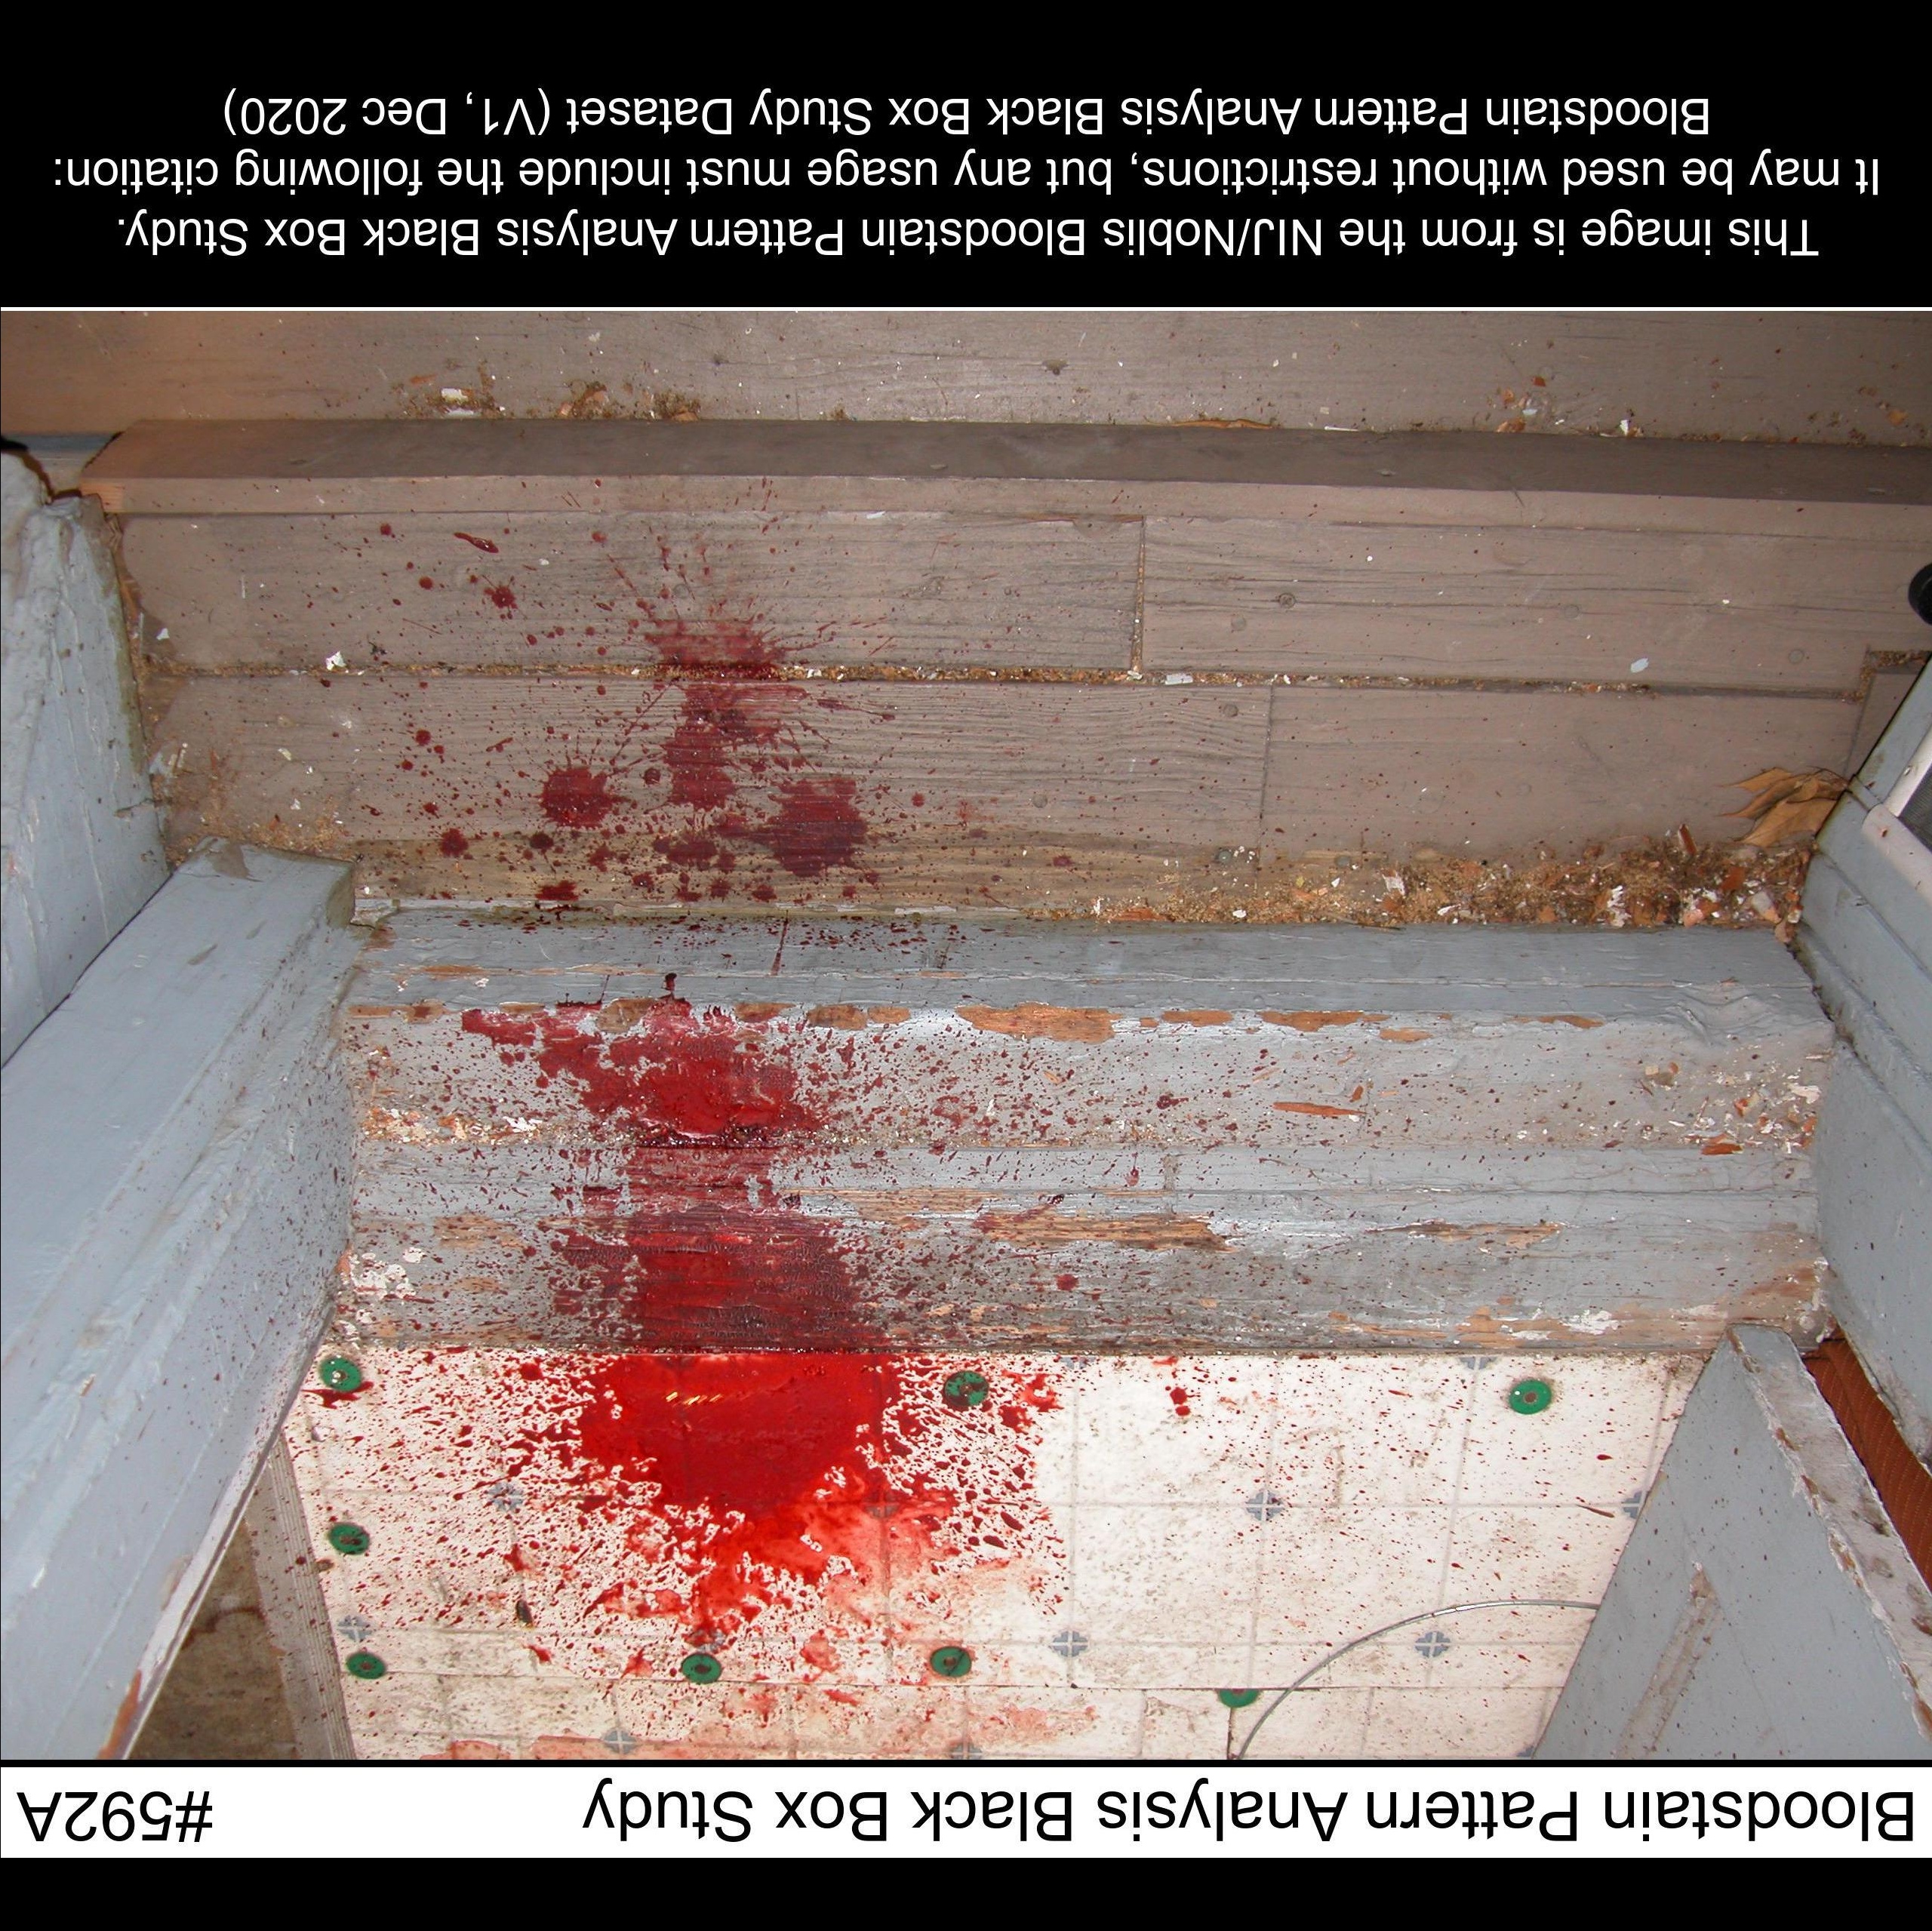 Bloodstain Pattern Analysis Black Box Study #592A
This image is from the NIJ/Noblis Bloodstain Pattern Analysis Black Box Study.
It may be used without restrictions, but any usage must include the following citation:
Bloodstain Pattern Analysis Black Box Study Dataset (V1, Dec 2020)